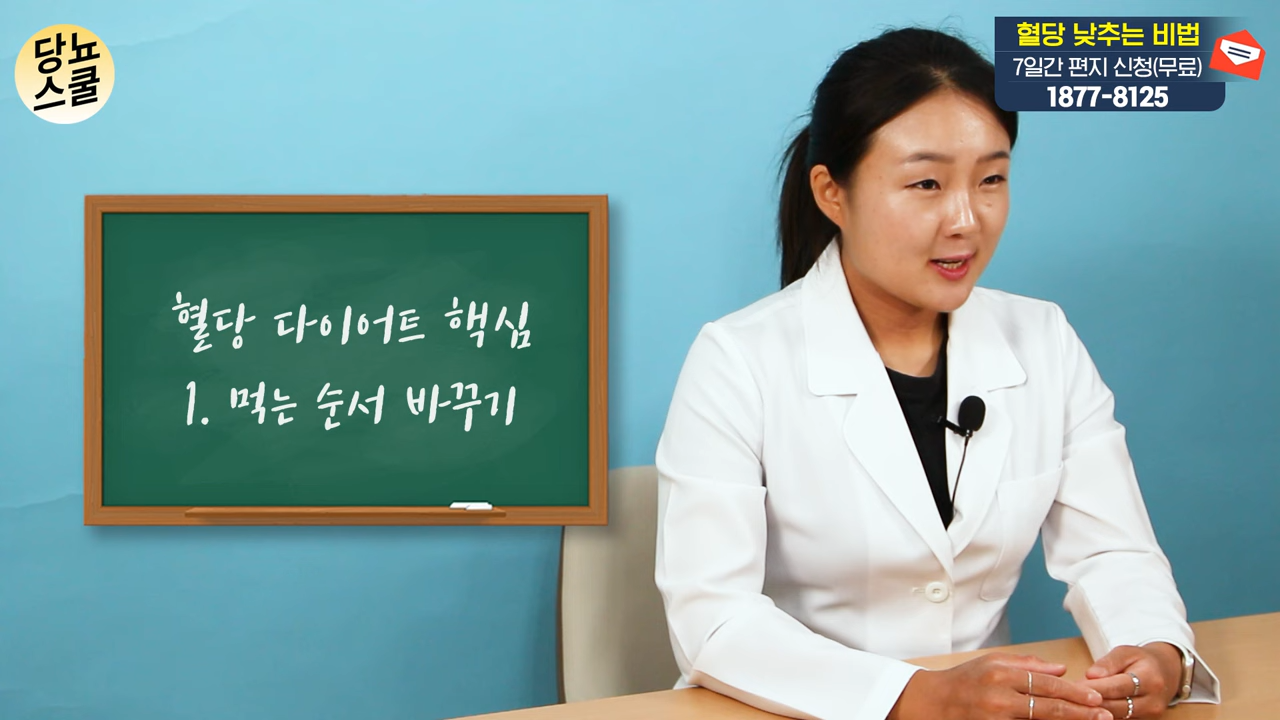 당뇨
스쿨
혈당 낮추는 비법
7일간 편지 신청(무료)
1877-8125
혈당 다이어트 핵심
1. 먹는 순서 바꾸기